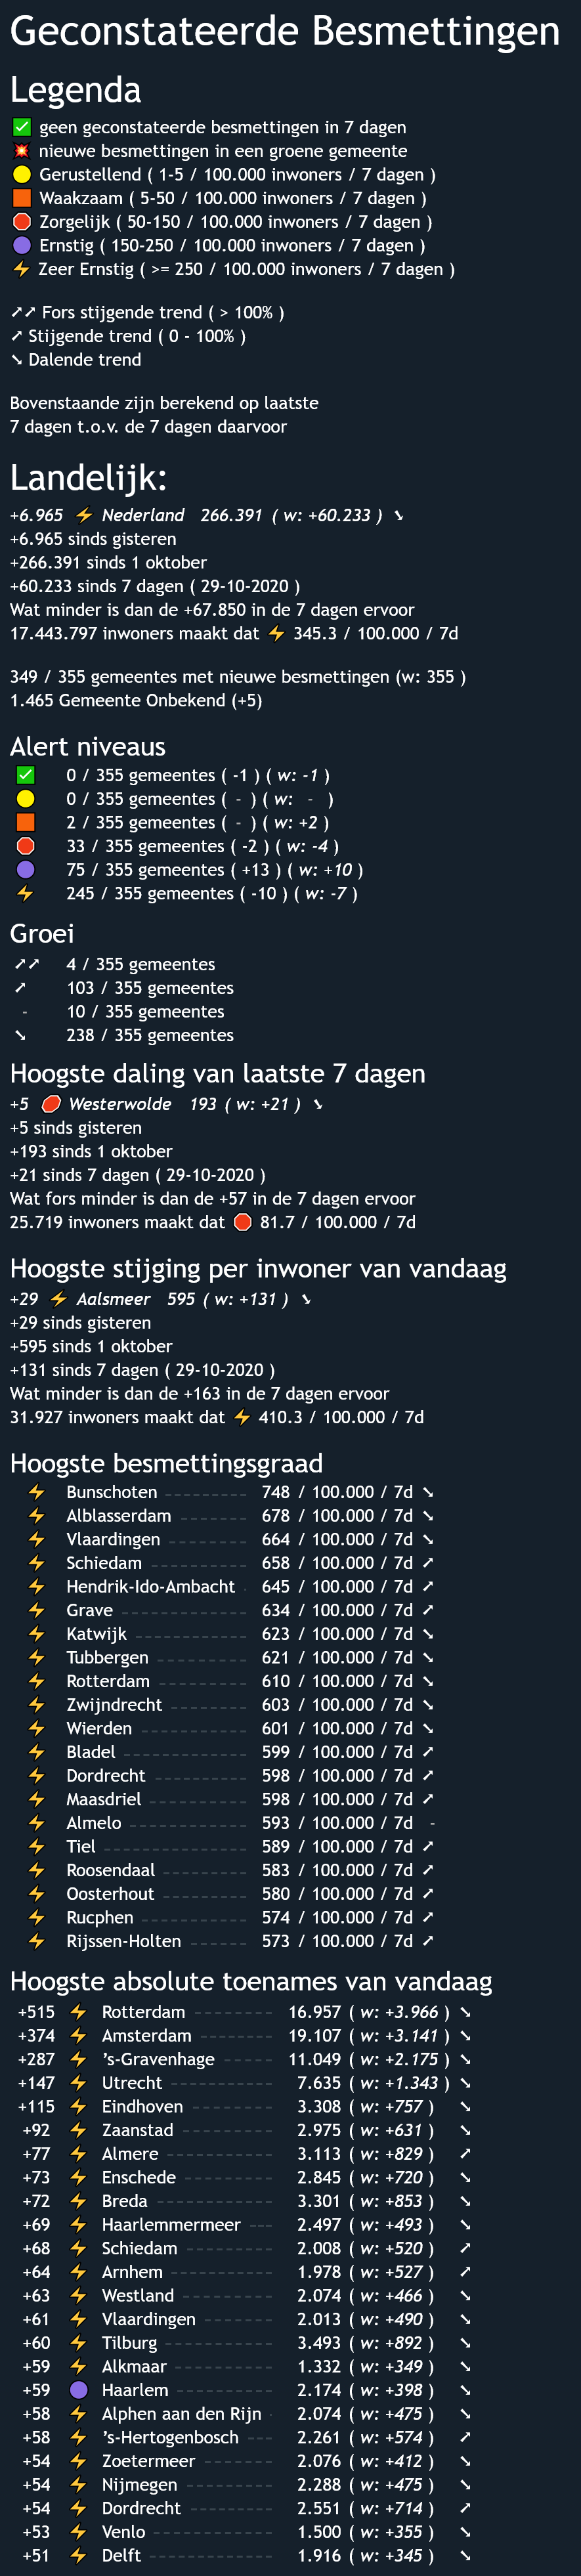 Geconstateerde Besmettingen
Legenda
✅ geen geconstateerde besmettingen in 7 dagen
💥 nieuwe besmettingen in een groene gemeente
🟡 Gerustellend ( 1-5 / 100.000 inwoners / 7 dagen )
🟧 Waakzaam ( 5-50 / 100.000 inwoners / 7 dagen )
🛑 Zorgelijk ( 50-150 / 100.000 inwoners / 7 dagen )
🟣 Ernstig ( 150-250 / 100.000 inwoners / 7 dagen )
⚡ Zeer Ernstig ( >= 250 / 100.000 inwoners / 7 dagen )
➚➚ Fors stijgende trend ( > 100% )
➚ Stijgende trend ( 0 - 100% )
➘ Dalende trend
Bovenstaande zijn berekend op laatste
7 dagen t.o.v. de 7 dagen daarvoor
Landelijk:
+6.965 ⚡ Nederland 266.391 ( w: +60.233 ) ➘
+6.965 sinds gisteren
+266.391 sinds 1 oktober
+60.233 sinds 7 dagen ( 29-10-2020 )
Wat minder is dan de +67.850 in de 7 dagen ervoor
17.443.797 inwoners maakt dat ⚡ 345.3 / 100.000 / 7d
349 / 355 gemeentes met nieuwe besmettingen (w: 355 )
1.465 Gemeente Onbekend (+5)
Alert niveaus
✅ 0 / 355 gemeentes ( -1 ) ( w: -1 )
🟡 0 / 355 gemeentes ( - ) ( w: - )
🟧 2 / 355 gemeentes ( - ) ( w: +2 )
🛑 33 / 355 gemeentes ( -2 ) ( w: -4 )
🟣 75 / 355 gemeentes ( +13 ) ( w: +10 )
⚡ 245 / 355 gemeentes ( -10 ) ( w: -7 )
Groei
➚➚ 4 / 355 gemeentes
➚ 103 / 355 gemeentes
- 10 / 355 gemeentes
➘ 238 / 355 gemeentes
Hoogste daling van laatste 7 dagen
+5 🛑 Westerwolde 193 ( w: +21 ) ➘
+5 sinds gisteren
+193 sinds 1 oktober
+21 sinds 7 dagen ( 29-10-2020 )
Wat fors minder is dan de +57 in de 7 dagen ervoor
25.719 inwoners maakt dat 🛑 81.7 / 100.000 / 7d
Hoogste stijging per inwoner van vandaag
+29 ⚡ Aalsmeer 595 ( w: +131 ) ➘
+29 sinds gisteren
+595 sinds 1 oktober
+131 sinds 7 dagen ( 29-10-2020 )
Wat minder is dan de +163 in de 7 dagen ervoor
31.927 inwoners maakt dat ⚡ 410.3 / 100.000 / 7d
Hoogste besmettingsgraad
⚡ Bunschoten 748 / 100.000 / 7d ➘
⚡ Alblasserdam 678 / 100.000 / 7d ➘
⚡ Vlaardingen 664 / 100.000 / 7d ➘
⚡ Schiedam 658 / 100.000 / 7d ➚
⚡ Hendrik-Ido-Ambacht 645 / 100.000 / 7d ➚
⚡ Grave 634 / 100.000 / 7d ➚
⚡ Katwijk 623 / 100.000 / 7d ➘
⚡ Tubbergen 621 / 100.000 / 7d ➘
⚡ Rotterdam 610 / 100.000 / 7d ➘
⚡ Zwijndrecht 603 / 100.000 / 7d ➘
⚡ Wierden 601 / 100.000 / 7d ➘
⚡ Bladel 599 / 100.000 / 7d ➚
⚡ Dordrecht 598 / 100.000 / 7d ➚
⚡ Maasdriel 598 / 100.000 / 7d ➚
⚡ Almelo 593 / 100.000 / 7d -
⚡ Tiel 589 / 100.000 / 7d ➚
⚡ Roosendaal 583 / 100.000 / 7d ➚
⚡ Oosterhout 580 / 100.000 / 7d ➚
⚡ Rucphen 574 / 100.000 / 7d ➚
⚡ Rijssen-Holten 573 / 100.000 / 7d ➚
Hoogste absolute toenames van vandaag
+515 ⚡ Rotterdam 16.957 ( w: +3.966 ) ➘
+374 ⚡ Amsterdam 19.107 ( w: +3.141 ) ➘
+287 ⚡ 's-Gravenhage 11.049 ( w: +2.175 ) ➘
+147 ⚡ Utrecht 7.635 ( w: +1.343 ) ➘
+115 ⚡ Eindhoven 3.308 ( w: +757 ) ➘
+92 ⚡ Zaanstad 2.975 ( w: +631 ) ➘
+77 ⚡ Almere 3.113 ( w: +829 ) ➚
+73 ⚡ Enschede 2.845 ( w: +720 ) ➘
+72 ⚡ Breda 3.301 ( w: +853 ) ➘
+69 ⚡ Haarlemmermeer 2.497 ( w: +493 ) ➘
+68 ⚡ Schiedam 2.008 ( w: +520 ) ➚
+64 ⚡ Arnhem 1.978 ( w: +527 ) ➚
+63 ⚡ Westland 2.074 ( w: +466 ) ➘
+61 ⚡ Vlaardingen 2.013 ( w: +490 ) ➘
+60 ⚡ Tilburg 3.493 ( w: +892 ) ➘
+59 ⚡ Alkmaar 1.332 ( w: +349 ) ➘
+59 🟣 Haarlem 2.174 ( w: +398 ) ➘
+58 ⚡ Alphen aan den Rijn 2.074 ( w: +475 ) ➘
+58 ⚡ 's-Hertogenbosch 2.261 ( w: +574 ) ➚
+54 ⚡ Zoetermeer 2.076 ( w: +412 ) ➘
+54 ⚡ Nijmegen 2.288 ( w: +475 ) ➘
+54 ⚡ Dordrecht 2.551 ( w: +714 ) ➚
+53 ⚡ Venlo 1.500 ( w: +355 ) ➘
+51 ⚡ Delft 1.916 ( w: +345 ) ➘